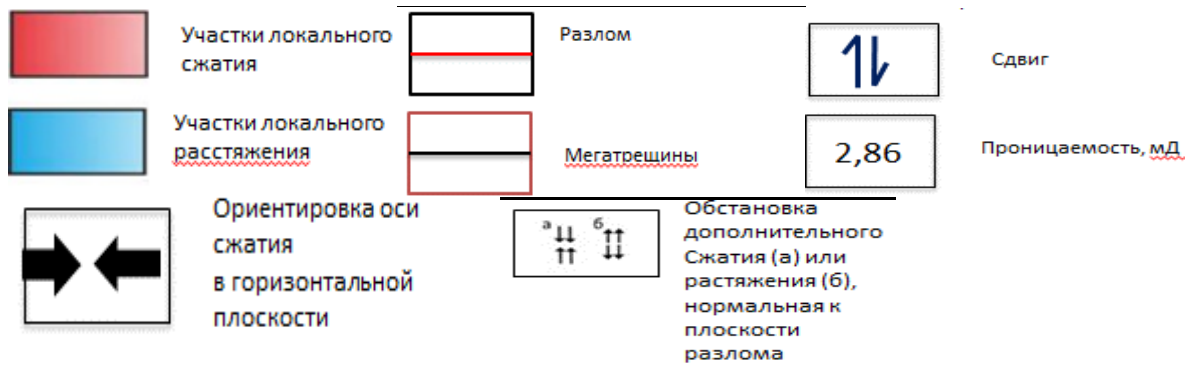 Участки локального
сжатия
Разлом
Сдвиг
Участки локального
расстяжения
Мегатрещины
2,86
Проницаемость, мД
Ориентировка оси
сжатия
в горизонтальной
плоскости
а б
Обстановка
дополнительного
Сжатия (а) или
растяжения (б),
нормальная к
плоскости
разлома